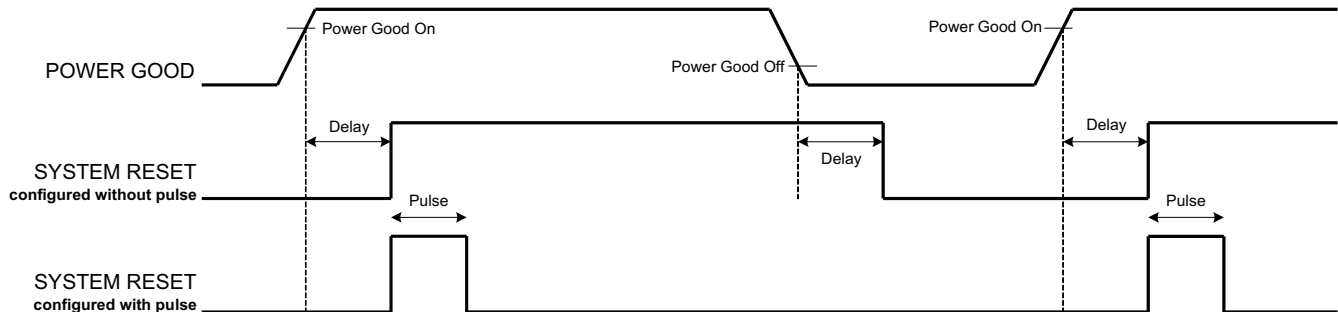 Power Good On
Power Good On
POWER GOOD
Power Good Off
Delay
Delay
Delay
SYSTEM RESET
configured without pulse
Pulse
Pulse
SYSTEM RESET
configured with pulse